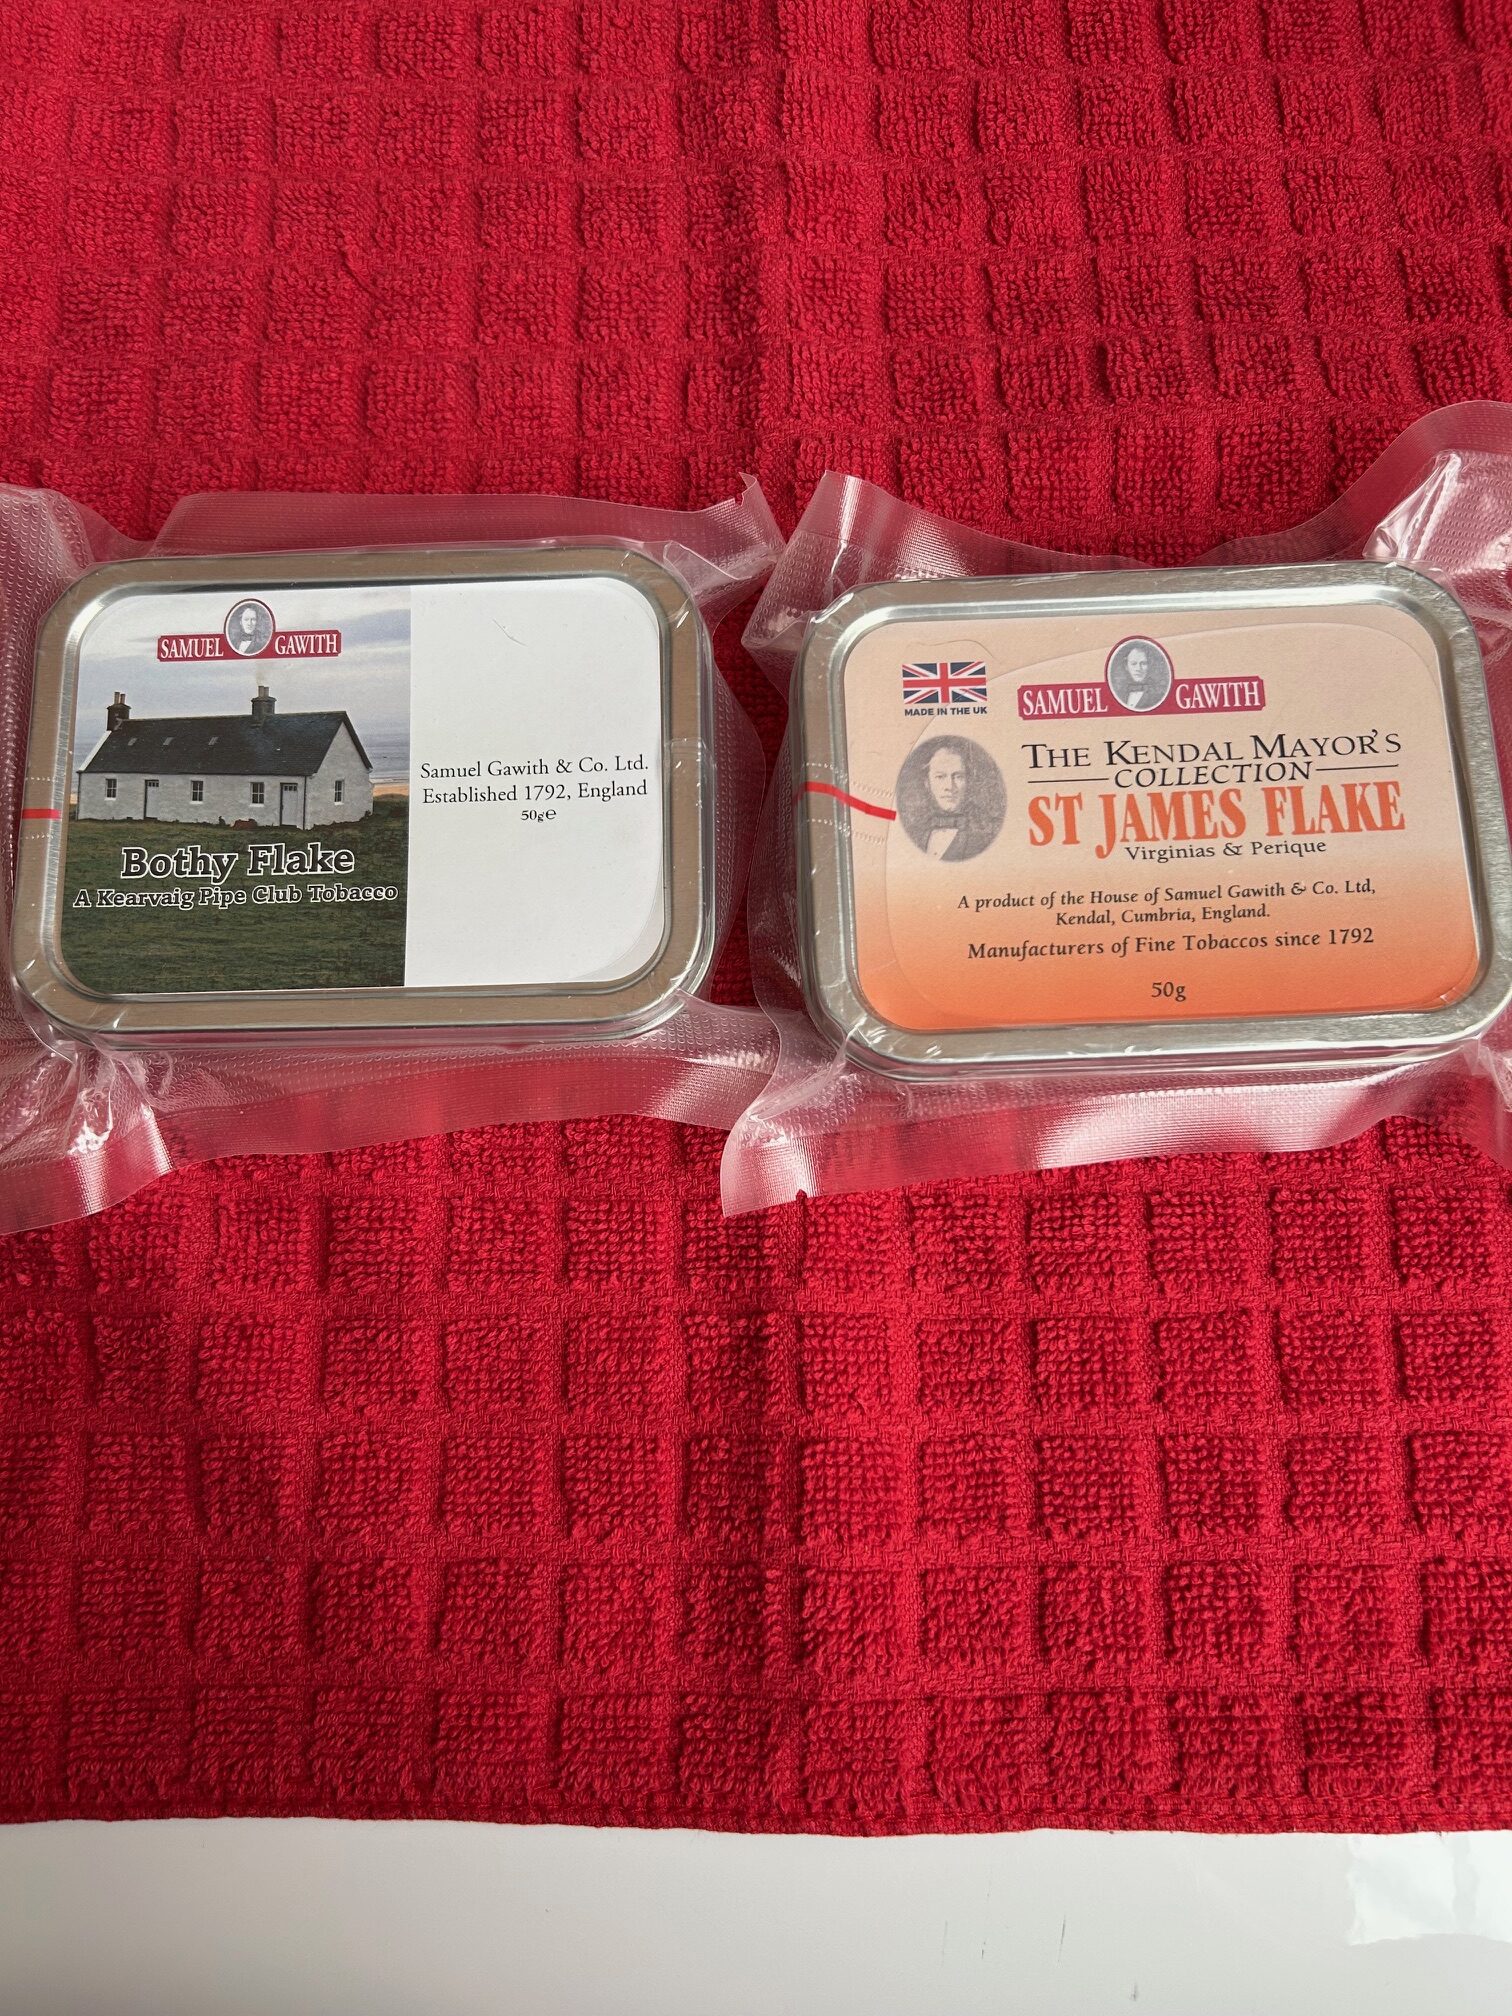 SAMUEL GAWITH
Samuel Gawith & Co. Ltd.
Established 1792, England
50g℮
Bothy Flake
A Kearvaig Pipe Club Tobacco
MADE IN THE UK
SAMUEL GAWITH
THE KENDAL MAYOR'S
COLLECTION
ST JAMES FLAKE
Virginias & Perique
A product of the House of Samuel Gawith & Co. Ltd,
Kendal, Cumbria, England.
Manufacturers of Fine Tobaccos since 1792
50g